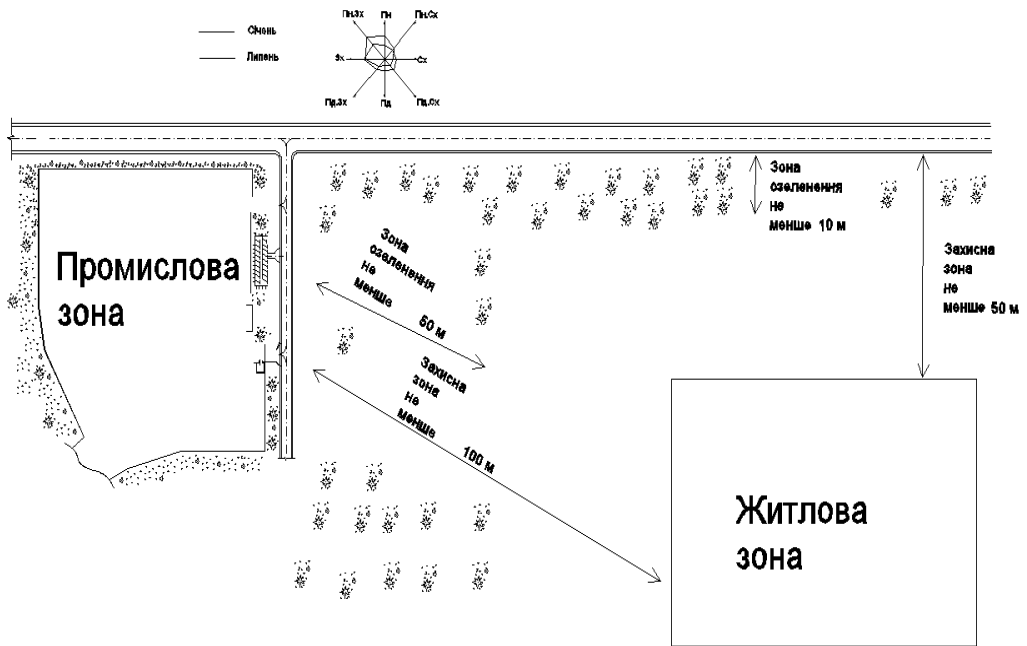 Пн.Зх
Пн
Пн.Сх
Січень
Липень
Зх
Сх
Пд.Зх
Пд
Пд.Сх
Зона
озеленення
не
менше 10 м
Захисна
зона
не
менше 50 м
Промислова
зона
Зона
озеленення
не
менше 50 м
Захисна
зона
не
менше 100 м
Житлова
зона